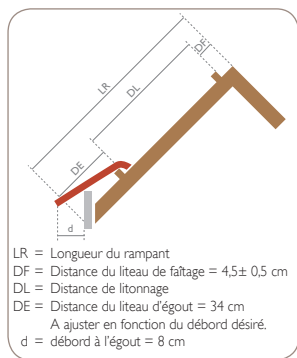 DF
LR
DL
DE
d
LR = Longueur du rampant
DF = Distance du liteau de faîtage = 4,5± 0,5 cm
DL = Distance de litonnage
DE = Distance du liteau d'égout = 34 cm
A ajuster en fonction du débord désiré.
d = débord à l'égout = 8 cm